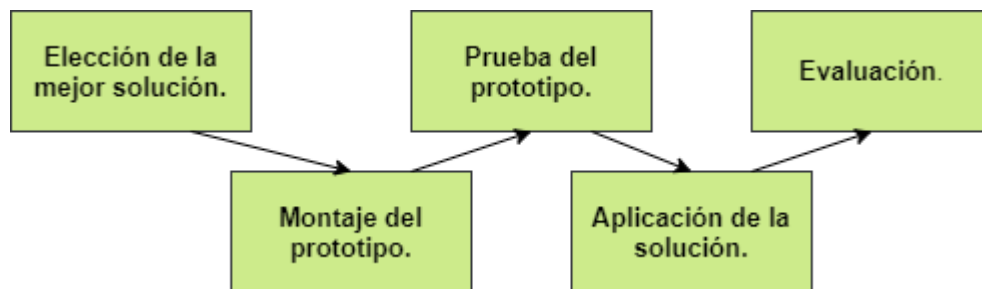 Elección de la
mejor solución.
Montaje del
prototipo.
Prueba del
prototipo.
Aplicación de la
solución.
Evaluación.